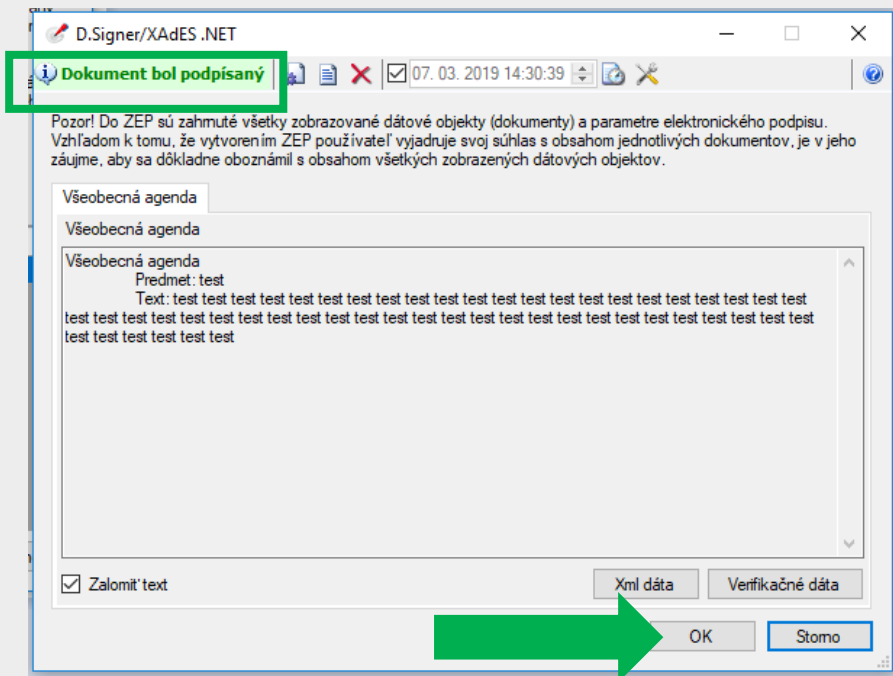 D.Signer/XAdES .NET
Dokument bol podpísaný
07. 03. 2019 14:30:39
Pozor! Do ZEP sú zahrnuté všetky zobrazované dátové objekty (dokumenty) a parametre elektronického podpisu.
Vzhľadom k tomu, že vytvorením ZEP používateľ vyjadruje svoj súhlas s obsahom jednotlivých dokumentov, je v jeho
záujme, aby sa dôkladne oboznámil s obsahom všetkých zobrazených dátových objektov.
Všeobecná agenda
Všeobecná agenda
Všeobecná agenda
Predmet: test
Text: test test test test test test test test test test test test test test test test test test test test test test
test test test test test test test test test test test test test test test test test test test test test test test test test test
test test test test test test
Zalomiť text
Xml dáta
Verifikačné dáta
OK
Storno